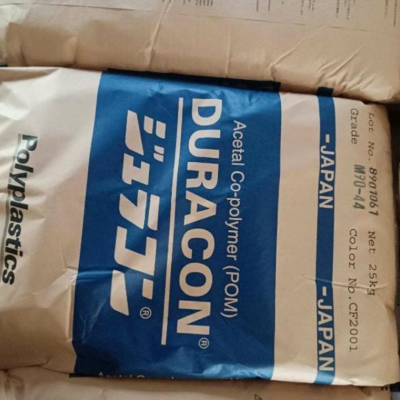 Lot No. 8901061 Net 25kg
Grade M90-44 Color No.CF2001
-JAPAN -JAPAN
Acetal Co-polymer (POM)
DURACON®
ジュラコン®
Polyplastics